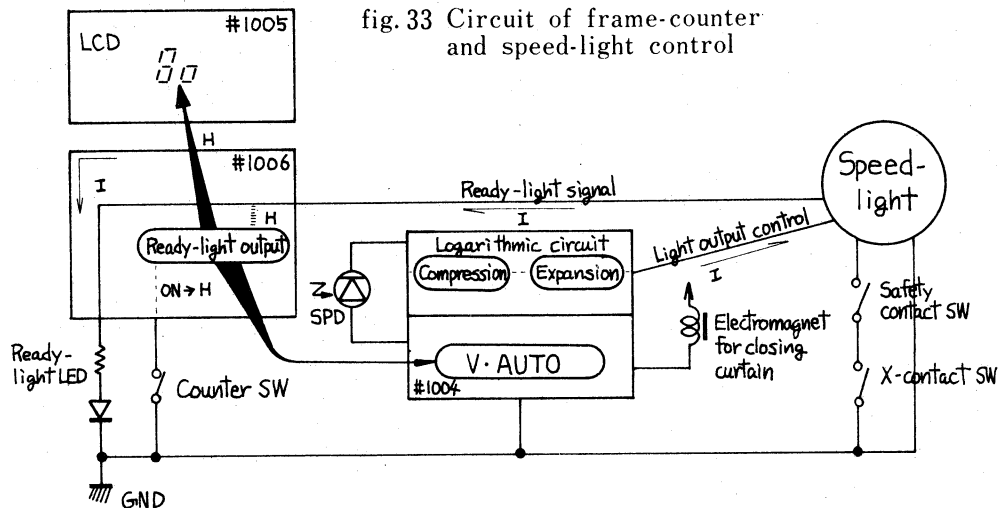 fig. 33 Circuit of frame-counter
and speed-light control
#1005
LCD
80
H
#1006
I
Ready-light signal
I
H
Ready-light output
ON→H
Speed-
light
Light output control
I
Logarithmic circuit
Compression
Expansion
SPD
V·AUTO
#1004
Electromagnet
for closing
curtain
Safety
contact SW
X-contact SW
Ready-
light LED
Counter SW
GND